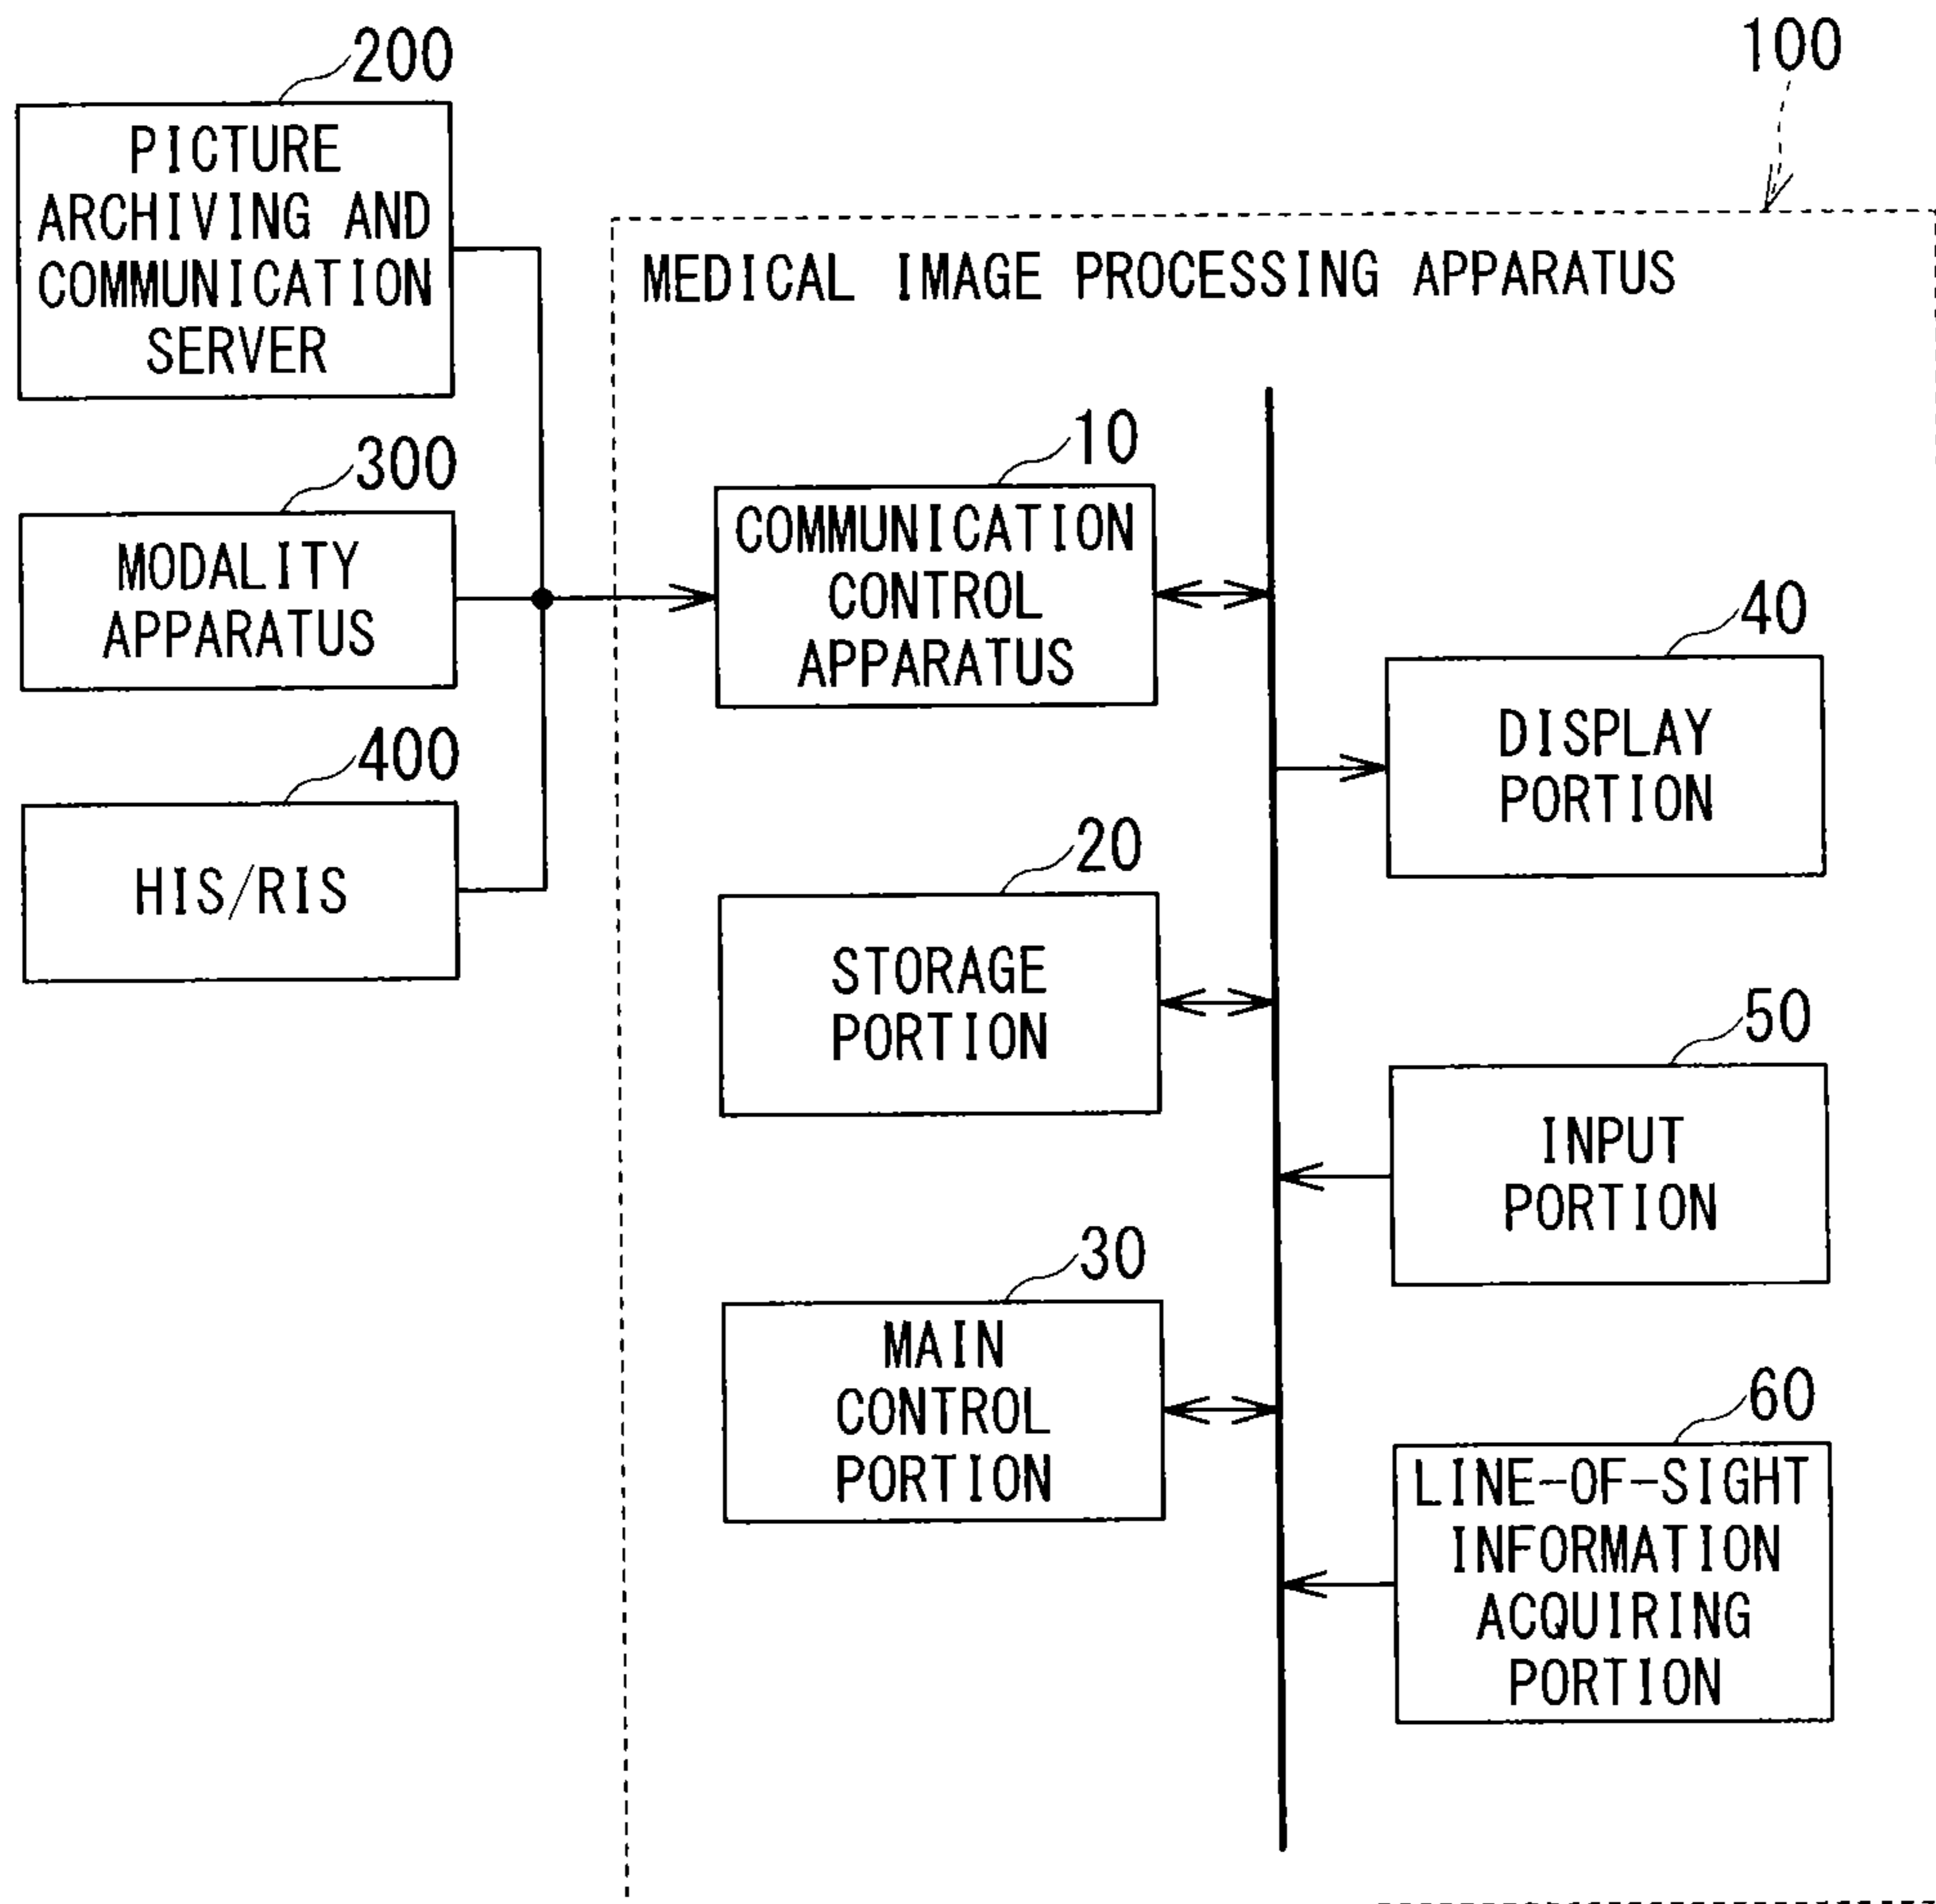 200
PICTURE
ARCHIVING AND
COMMUNICATION
SERVER
300
MODALITY
APPARATUS
400
HIS/RIS
100
MEDICAL IMAGE PROCESSING APPARATUS
10
COMMUNICATION
CONTROL
APPARATUS
20
STORAGE
PORTION
30
MAIN
CONTROL
PORTION
40
DISPLAY
PORTION
50
INPUT
PORTION
60
LINE-OF-SIGHT
INFORMATION
ACQUIRING
PORTION